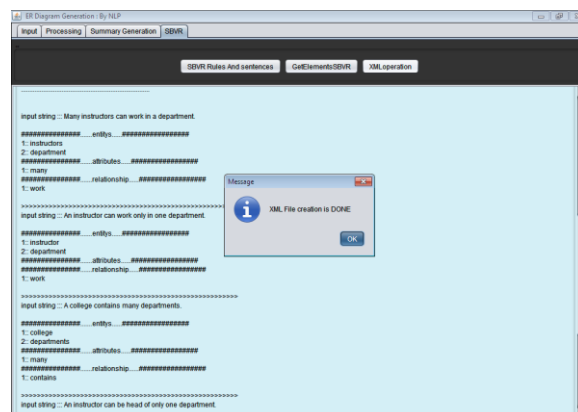 ER Diagram Generation : By NLP
Input Processing Summary Generation SBVR
SBVR Rules And sentences GetElementsSBVR XMLoperation
------------------------------------------------
input string ::: Many instructors can work in a department.
###############......entitys.....#################
1:: instructors
2:: department
###############......attributes.....#################
1:: many
###############......relationship.....#################
1:: work
>>>>>>>>>>>>>>>>>>>>>>>>>>>>>>>>>>>>>>>>>>>>>>>>>>>>>>>
input string ::: An instructor can work only in one department.
###############......entitys.....#################
1:: instructor
2:: department
###############......attributes.....#################
###############......relationship.....#################
1:: work
>>>>>>>>>>>>>>>>>>>>>>>>>>>>>>>>>>>>>>>>>>>>>>>>>>>>>>>
input string ::: A college contains many departments.
###############......entitys.....#################
1:: college
2:: departments
###############......attributes.....#################
1:: many
###############......relationship.....#################
1:: contains
>>>>>>>>>>>>>>>>>>>>>>>>>>>>>>>>>>>>>>>>>>>>>>>>>>>>>>>
input string ::: An instructor can be head of only one department.
Message
XML File creation is DONE
OK